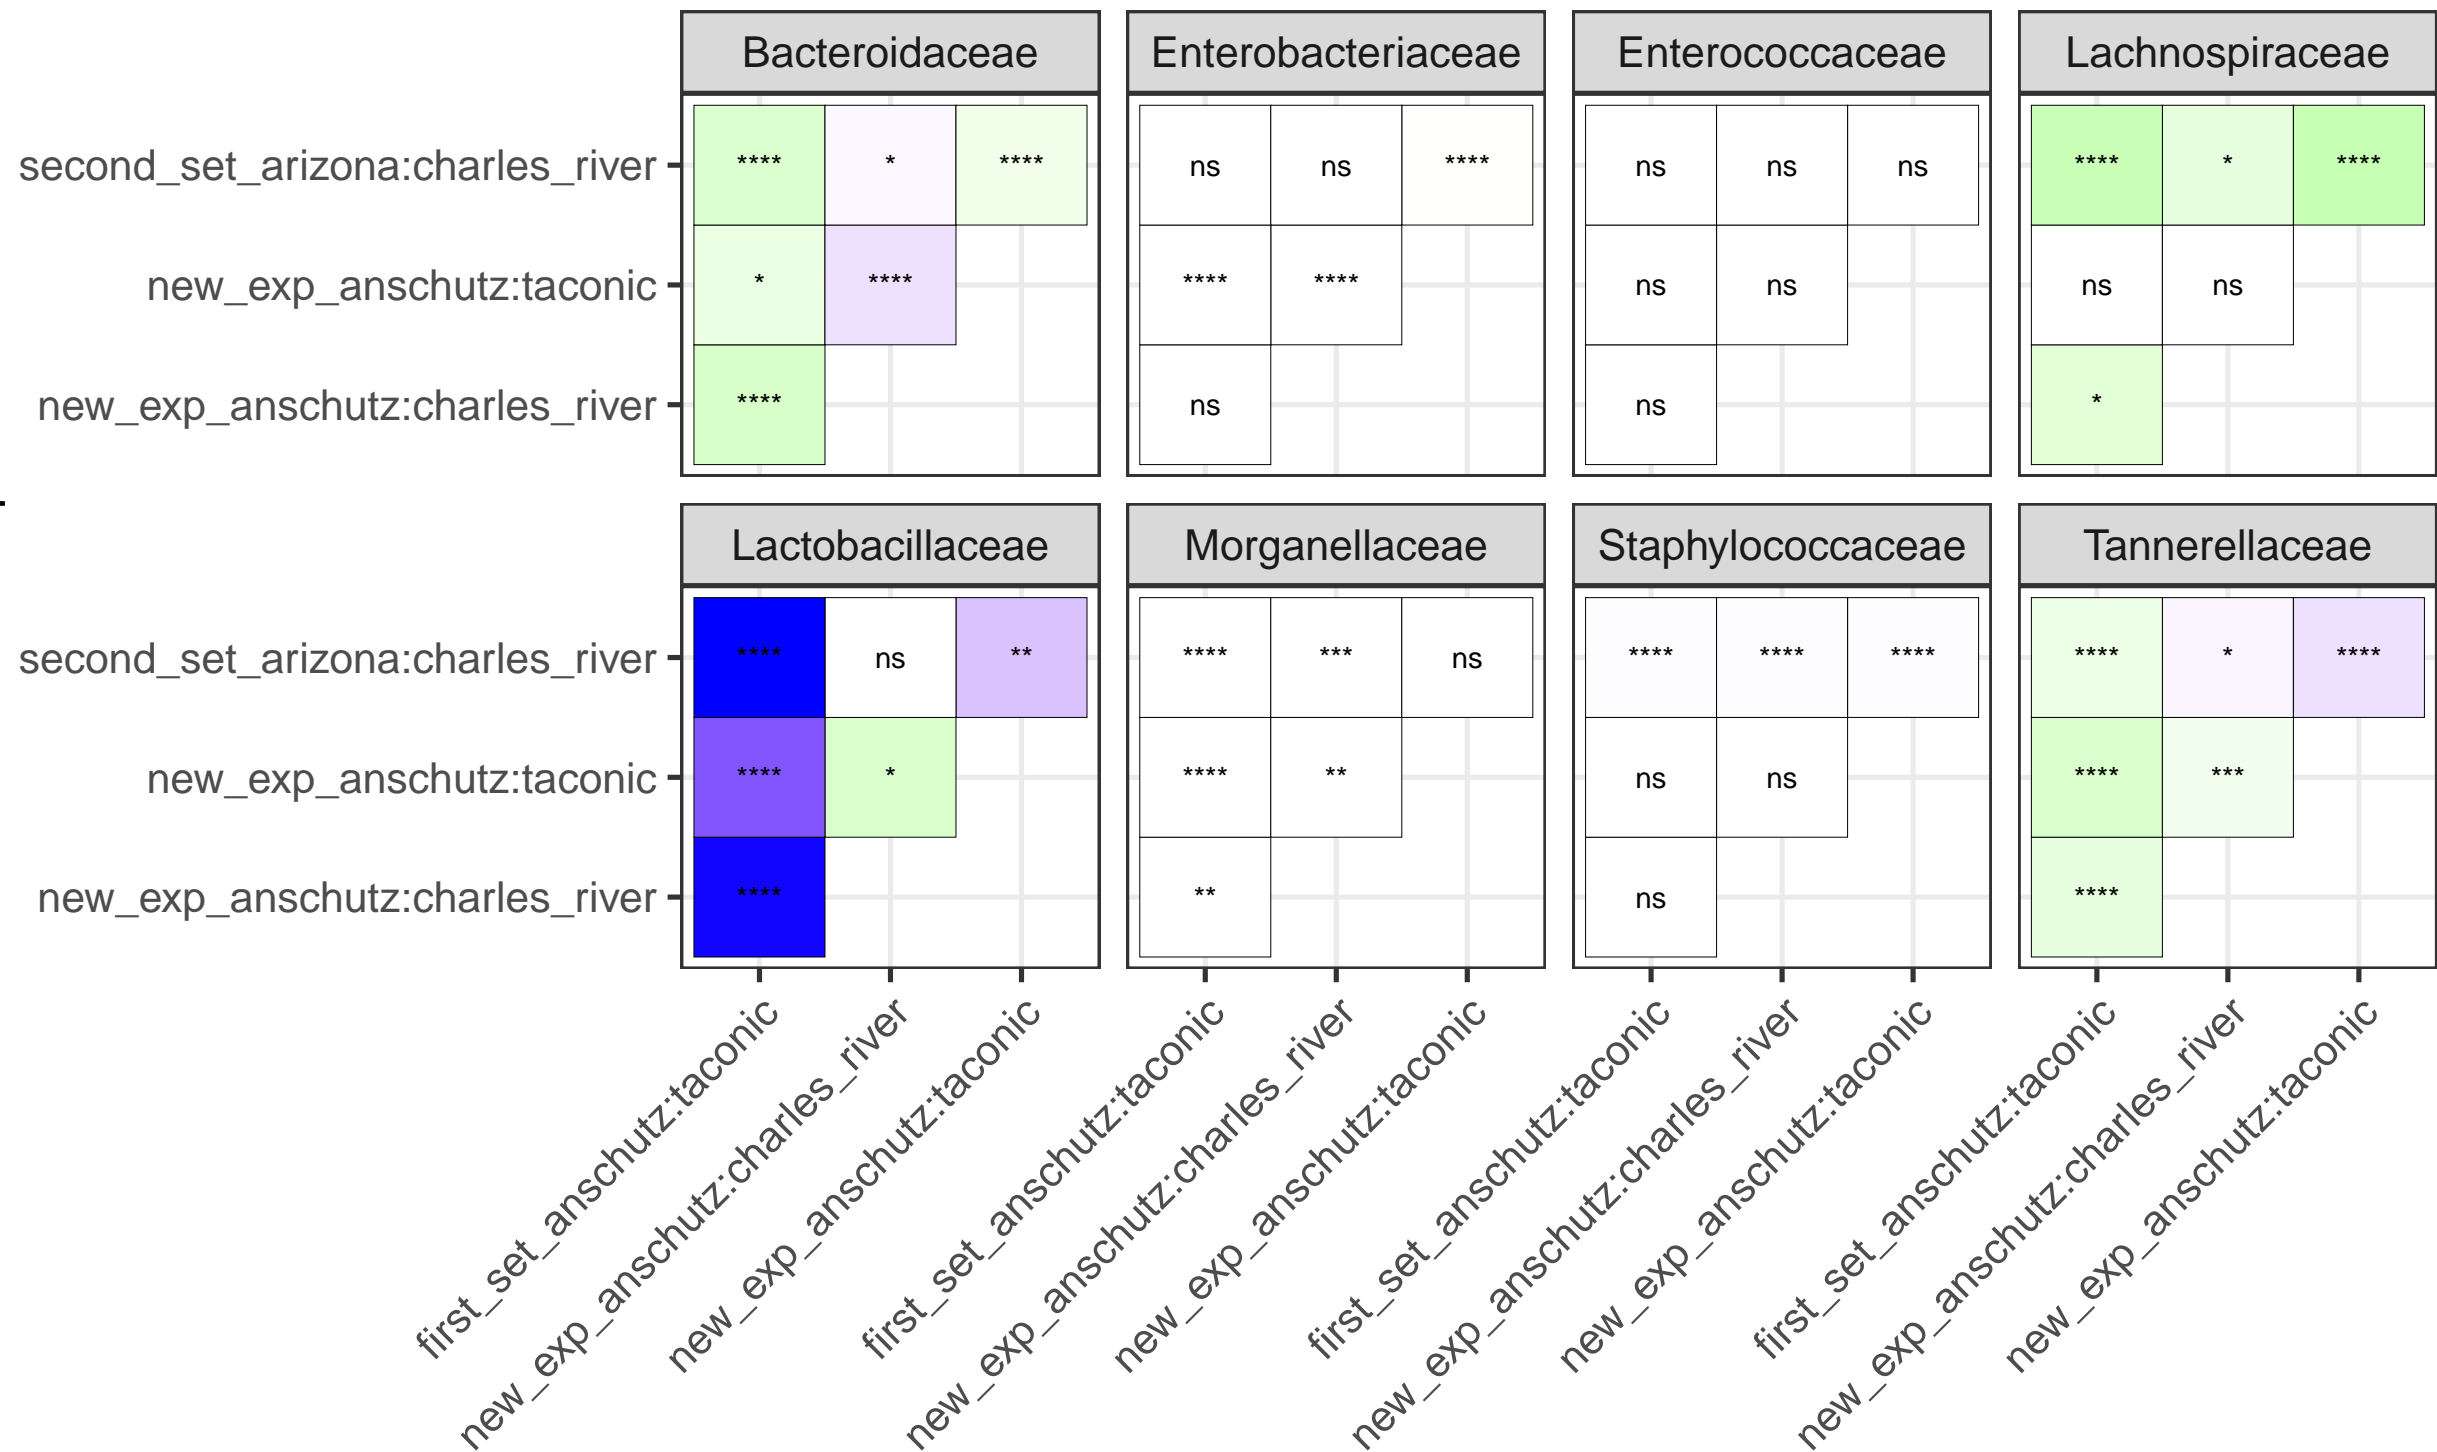 Bacteroidaceae Enterobacteriaceae Enterococcaceae Lachnospiraceae
second_set_arizona:charles_river **** * **** ns ns **** ns ns ns **** * ****
new_exp_anschutz:taconic * **** **** **** ns ns ns ns
new_exp_anschutz:charles_river **** ns ns *
Lactobacillaceae Morganellaceae Staphylococcaceae Tannerellaceae
second_set_arizona:charles_river **** ns ** **** *** ns **** **** **** **** * ****
new_exp_anschutz:taconic **** * **** ** ns ns **** ***
new_exp_anschutz:charles_river **** ** ns ****
first_set_anschutz:taconic
new_exp_anschutz:charles_river
new_exp_anschutz:taconic
first_set_anschutz:taconic
new_exp_anschutz:charles_river
new_exp_anschutz:taconic
first_set_anschutz:taconic
new_exp_anschutz:charles_river
new_exp_anschutz:taconic
first_set_anschutz:taconic
new_exp_anschutz:charles_river
new_exp_anschutz:taconic